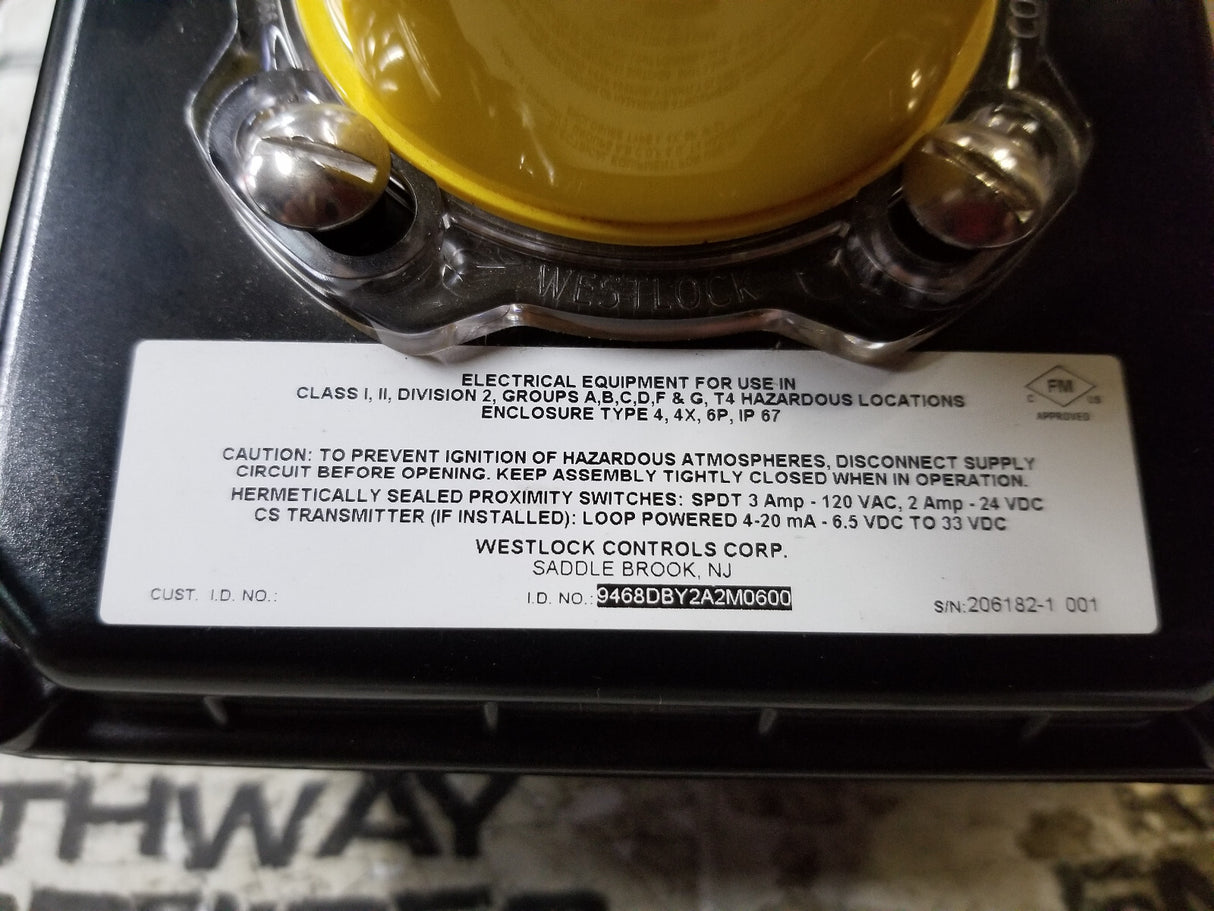 WESTLOCK
ELECTRICAL EQUIPMENT FOR USE IN
CLASS I, II, DIVISION 2, GROUPS A,B,C,D,F & G, T4 HAZARDOUS LOCATIONS
ENCLOSURE TYPE 4, 4X, 6P, IP 67
FM
C US
APPROVED
CAUTION: TO PREVENT IGNITION OF HAZARDOUS ATMOSPHERES, DISCONNECT SUPPLY
CIRCUIT BEFORE OPENING. KEEP ASSEMBLY TIGHTLY CLOSED WHEN IN OPERATION.
HERMETICALLY SEALED PROXIMITY SWITCHES: SPDT 3 Amp - 120 VAC, 2 Amp - 24 VDC
CS TRANSMITTER (IF INSTALLED): LOOP POWERED 4-20 mA - 6.5 VDC TO 33 VDC
WESTLOCK CONTROLS CORP.
SADDLE BROOK, NJ
CUST. I.D. NO.: I.D. NO.: 9468DBY2A2M0600 S/N: 206182-1 001
THWAY